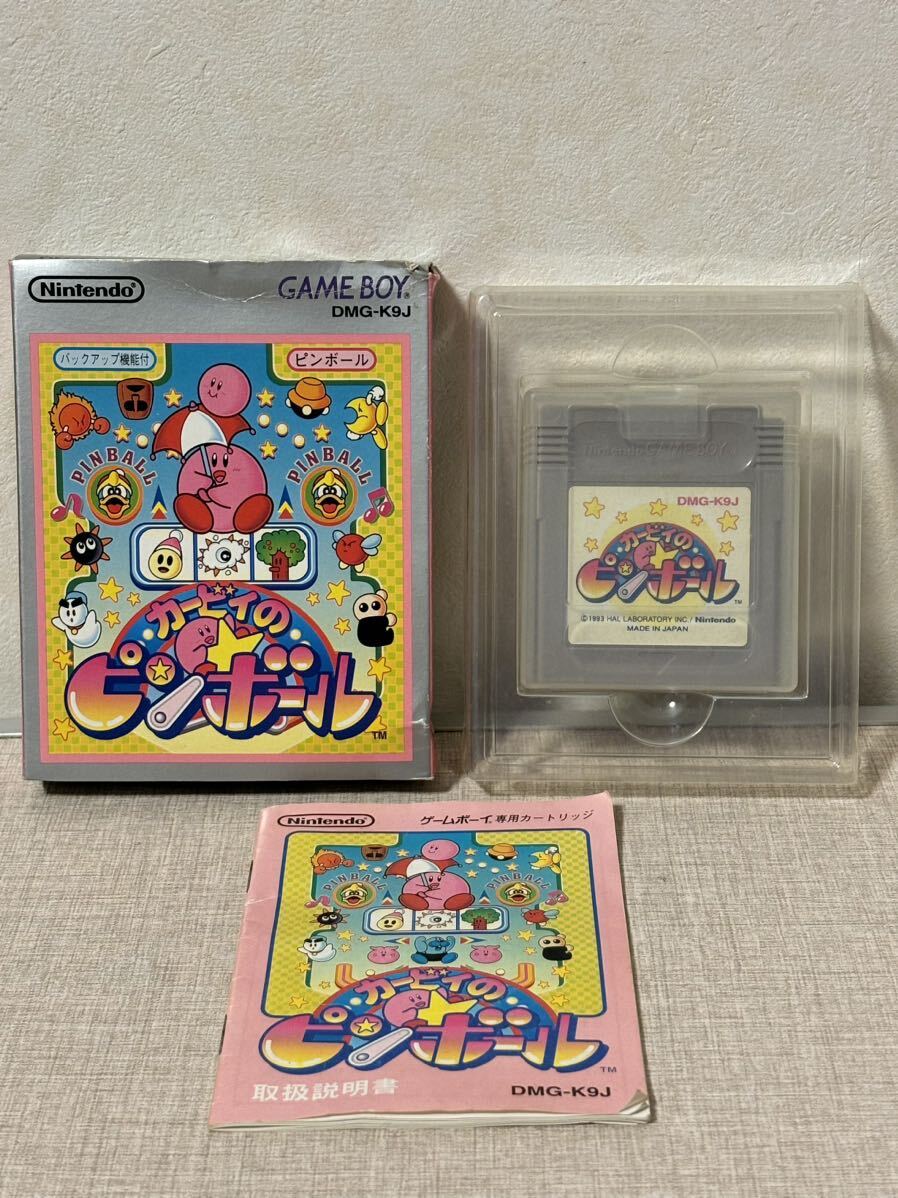 Nintendo®
GAME BOY®
DMG-K9J
バックアップ機能付
ピンボール
PINBALL
PINBALL
カービィの
ピンボール
TM
Nintendo GAME BOY
DMG-K9J
カービィの
ピンボール
TM
©1993 HAL LABORATORY INC./Nintendo
MADE IN JAPAN
Nintendo®
ゲームボーイ専用カートリッジ
PINBALL
PINBALL
カービィの
ピンボール
TM
取扱説明書
DMG-K9J